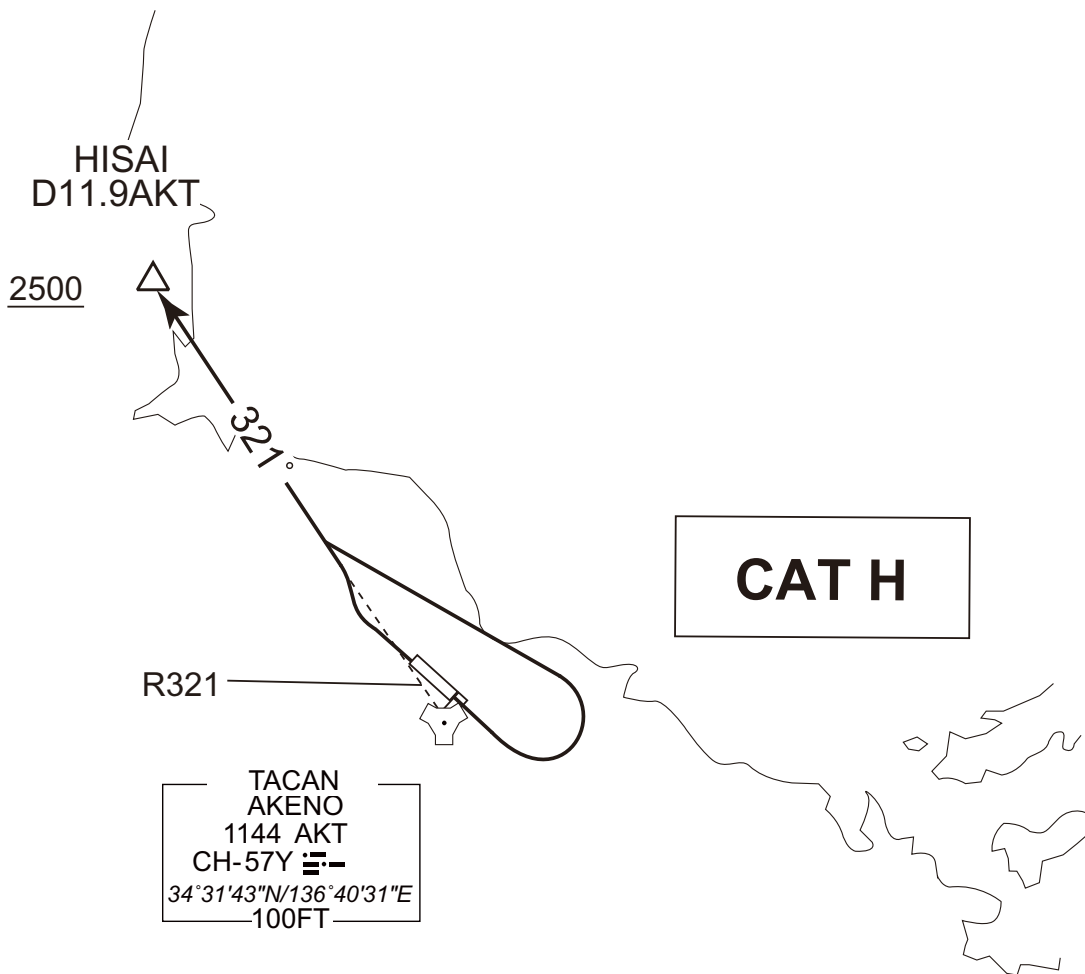 HISAI
D11.9AKT
2500
321°
CAT H
R321
TACAN
AKENO
1144 AKT
CH-57Y
34°31'43"N/136°40'31"E
100FT